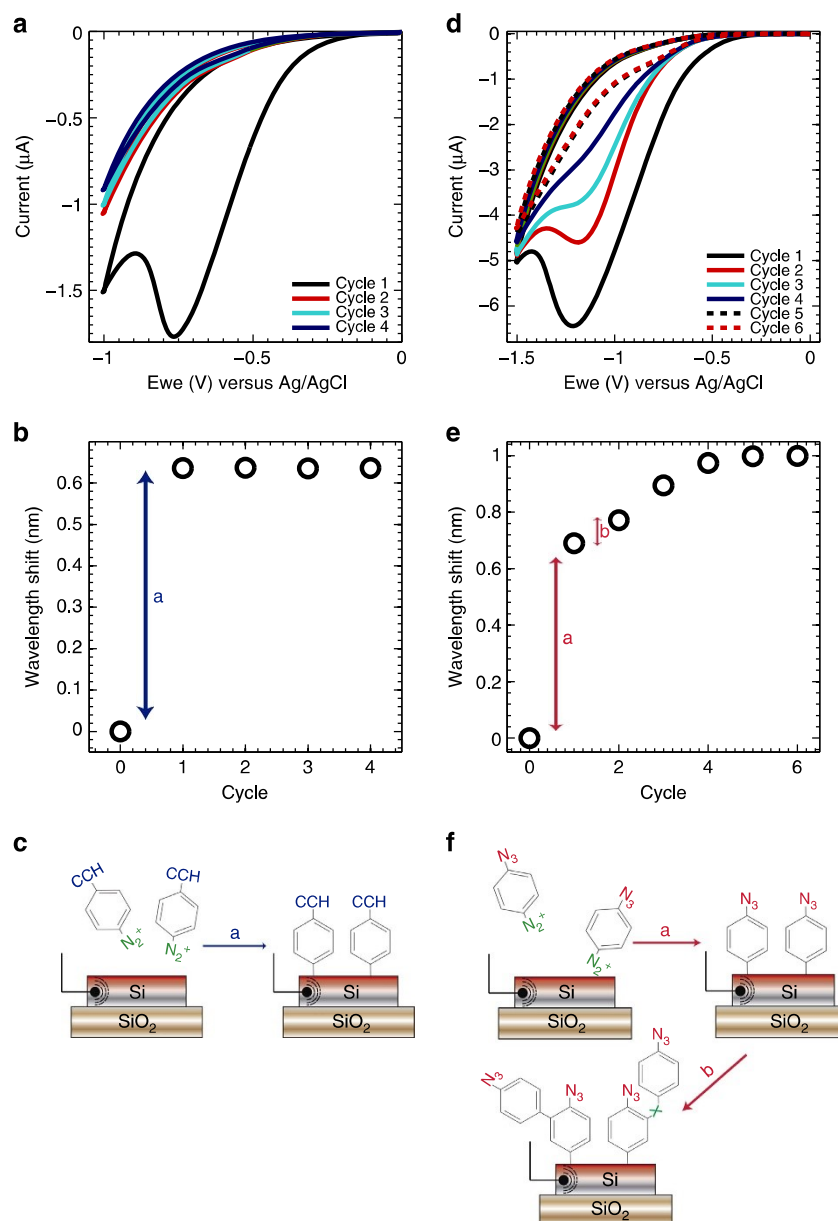 a
0
−0.5
−1
−1.5
Current (µA)
Cycle 1
Cycle 2
Cycle 3
Cycle 4
−1
−0.5
0
Ewe (V) versus Ag/AgCl
d
0
−1
−2
−3
−4
−5
−6
Current (µA)
Cycle 1
Cycle 2
Cycle 3
Cycle 4
Cycle 5
Cycle 6
−1.5
−1
−0.5
0
Ewe (V) versus Ag/AgCl
b
0.6
0.5
0.4
0.3
0.2
0.1
0
Wavelength shift (nm)
a
0 1 2 3 4
Cycle
e
1
0.8
0.6
0.4
0.2
0
Wavelength shift (nm)
a
b
0 2 4 6
Cycle
c
CCH
N2+
CCH
N2+
a
CCH
CCH
Si
SiO2
Si
SiO2
f
N3
N2+
N3
N2+
a
N3
N3
Si
SiO2
Si
SiO2
b
N3
N3
N3
N3
X
Si
SiO2